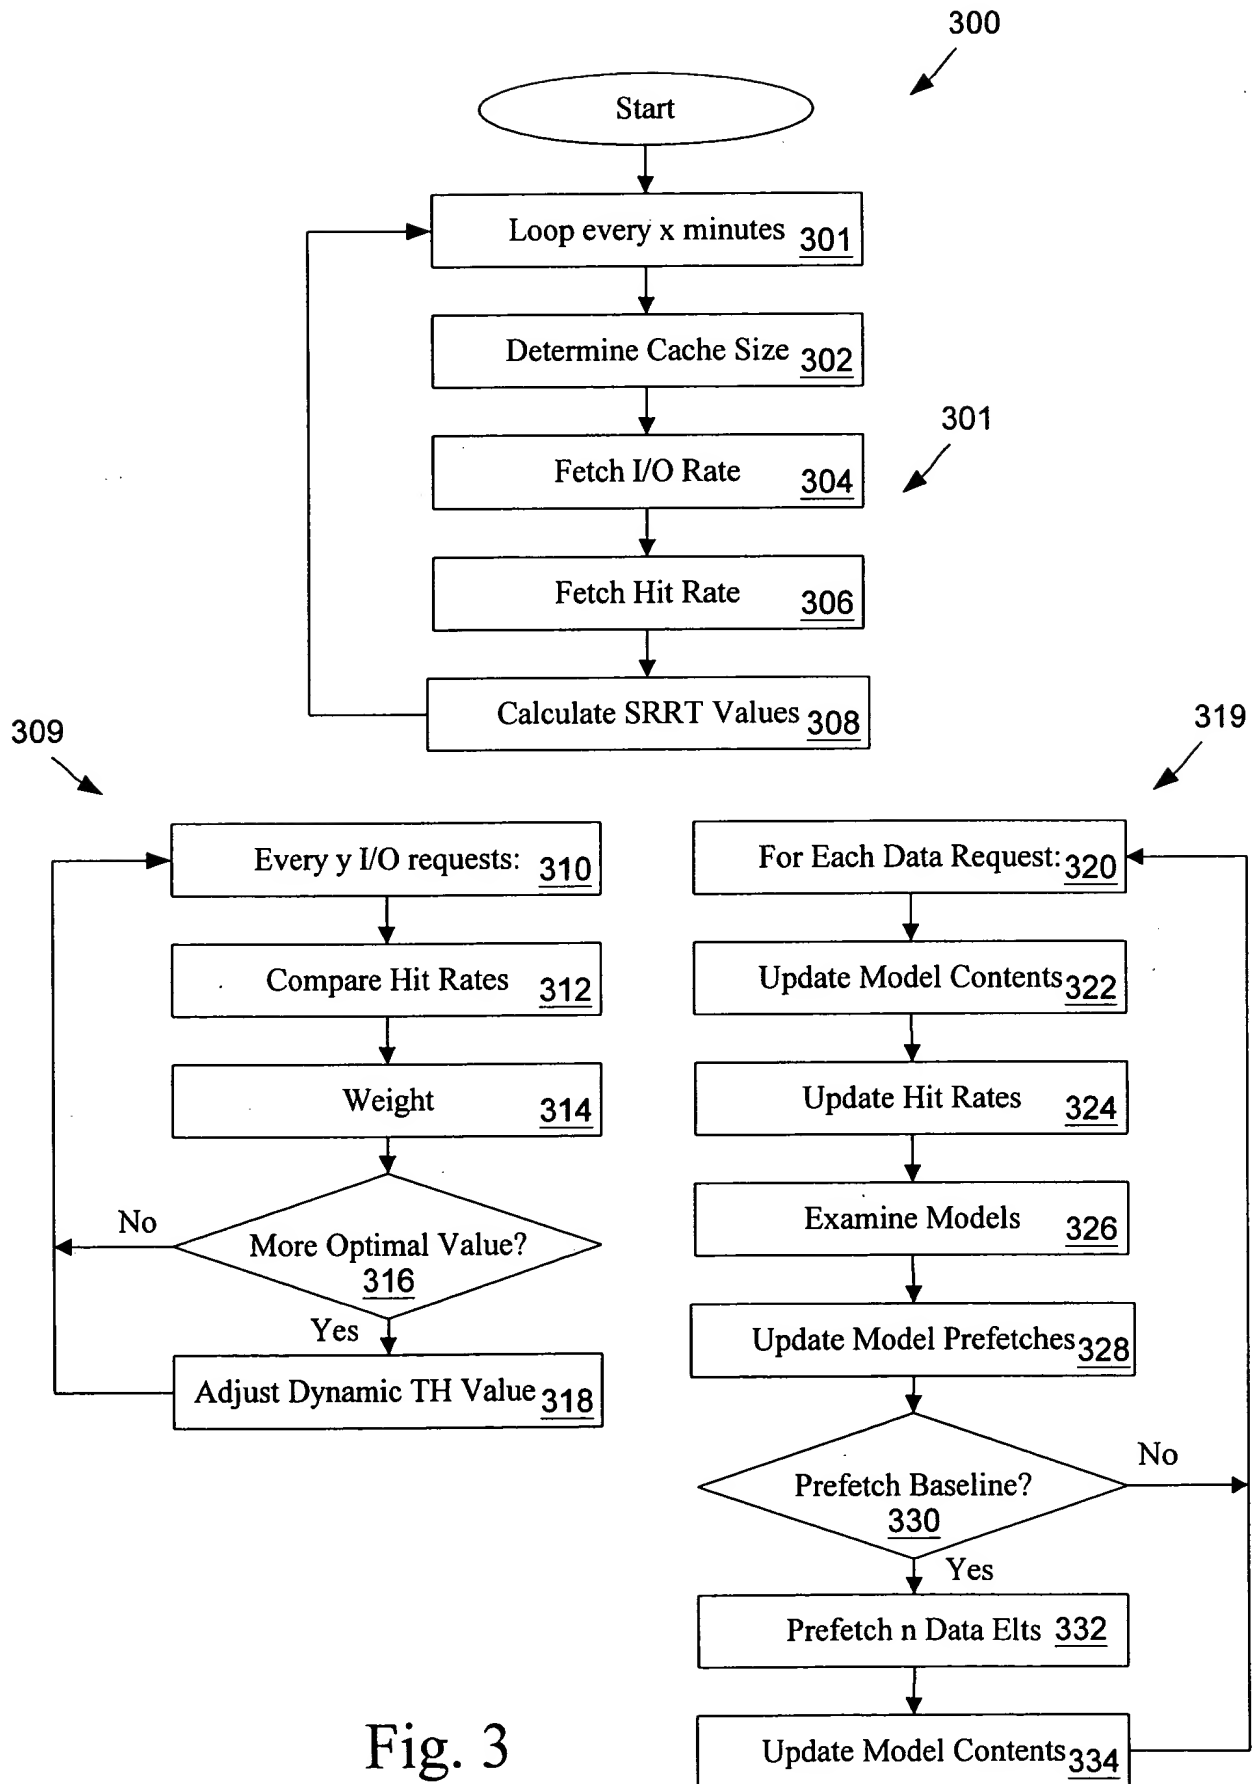 300
Start
Loop every x minutes 301
Determine Cache Size 302
301
Fetch I/O Rate 304
Fetch Hit Rate 306
Calculate SRRT Values 308
309
319
Every y I/O requests: 310
Compare Hit Rates 312
Weight 314
No
More Optimal Value?
316
Yes
Adjust Dynamic TH Value 318
For Each Data Request: 320
Update Model Contents 322
Update Hit Rates 324
Examine Models 326
Update Model Prefetches 328
No
Prefetch Baseline?
330
Yes
Prefetch n Data Elts 332
Update Model Contents 334
Fig. 3